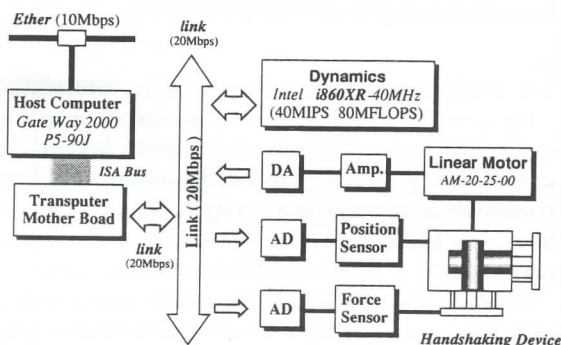 Ether (10Mbps)
link
(20Mbps)
Host Computer
Gate Way 2000
P5-90J
ISA Bus
Transputer
Mother Boad
link
(20Mbps)
Link (20Mbps)
Dynamics
Intel i860XR-40MHz
(40MIPS 80MFLOPS)
DA
Amp.
Linear Motor
AM-20-25-00
AD
Position
Sensor
AD
Force
Sensor
Handshaking Device